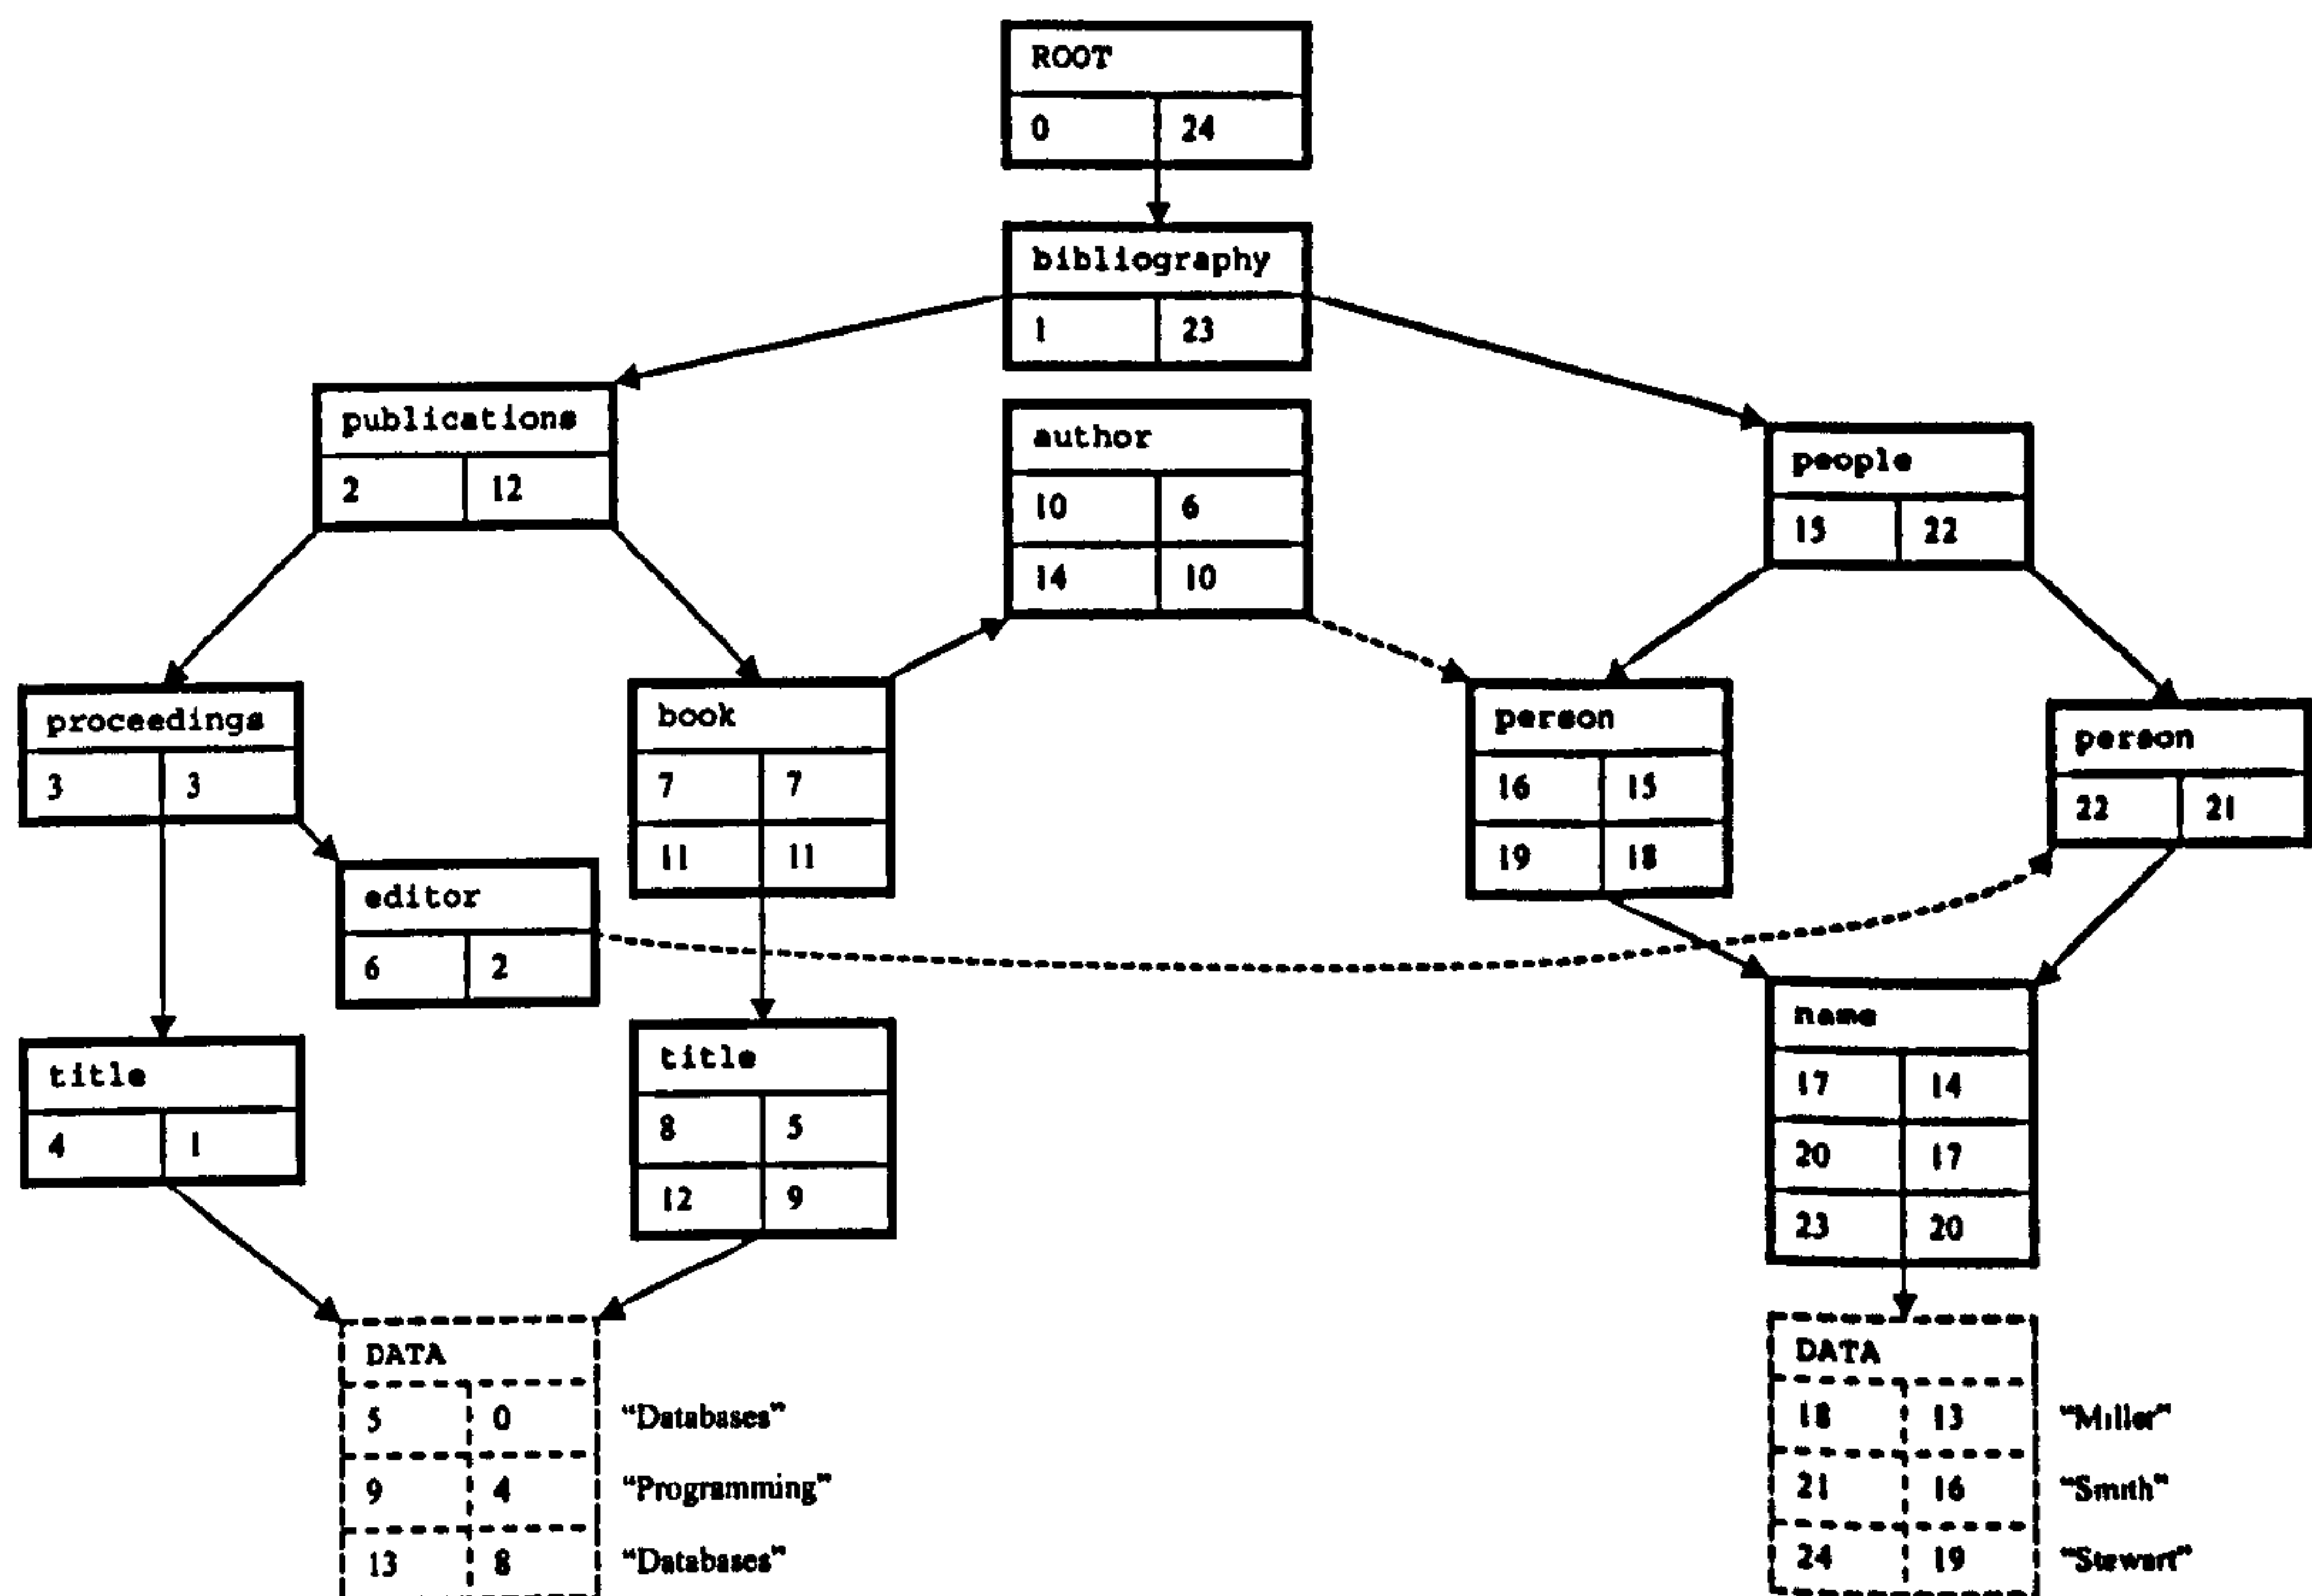 ROOT
0 24
bibliography
1 23
publications
2 12
author
10 6
14 10
people
15 22
proceedings
3 3
book
7 7
11 11
person
16 15
19 18
person
22 21
editor
6 2
title
4 1
title
8 5
12 9
name
17 14
20 17
23 20
DATA
5 0 “Databases”
9 4 “Programming”
13 8 “Databases”
DATA
18 13 “Miller”
21 16 “Smith”
24 19 “Stewart”